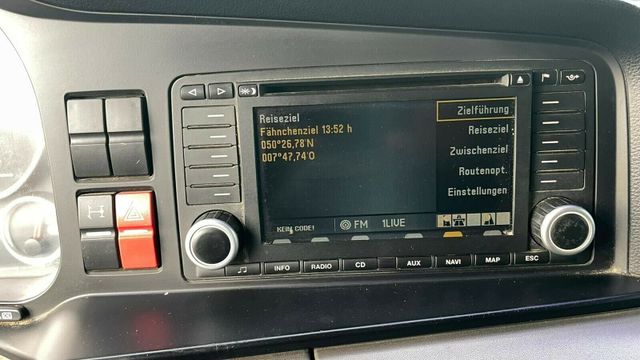 Reiseziel
Fähnchenziel 13:52 h
050°26,78'N
007°47,74'O
Zielführung
Reiseziel
Zwischenziel
Routenopt.
Einstellungen
KEIN CODE!
FM 1LIVE
INFO RADIO CD AUX NAVI MAP ESC